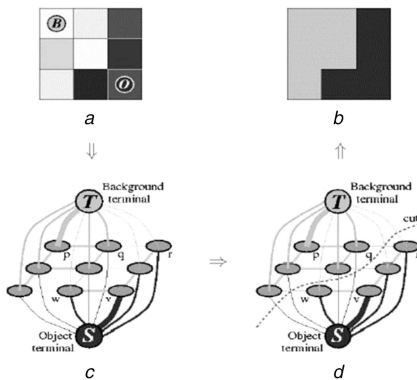 B
O
a
b
⇓
⇑
Background
terminal
T
p
q
r
w
v
Object
terminal
S
c
⇒
Background
terminal
T
cut
p
q
w
v
Object
terminal
S
d